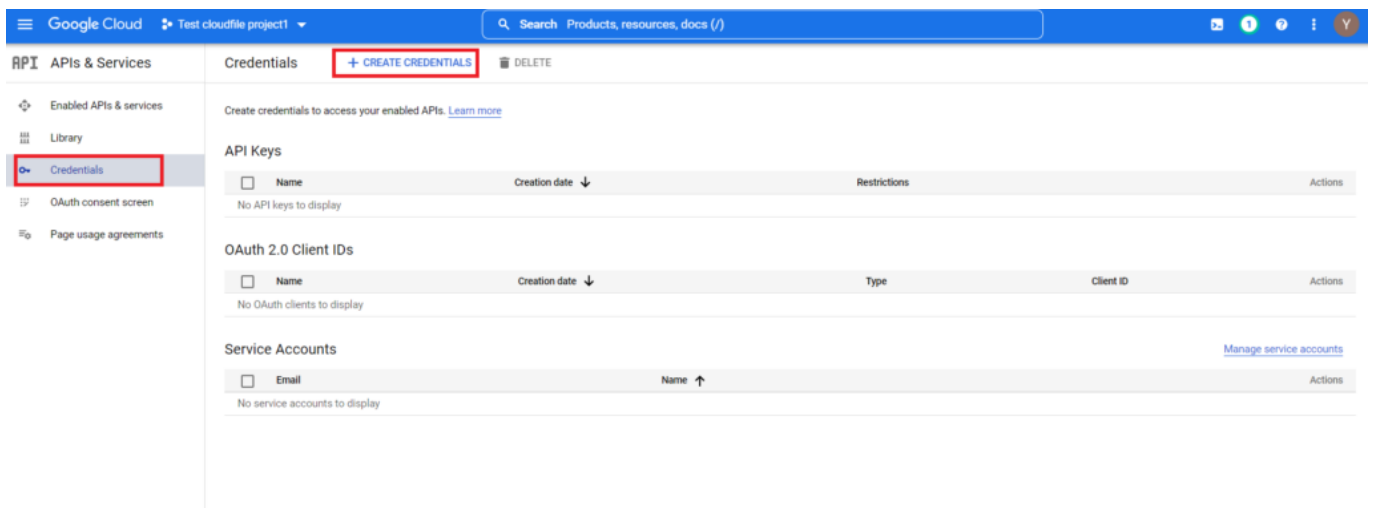 Google Cloud Test cloudfile project1 Search Products, resources, docs (/) 1 ? Y
API APIs & Services Credentials + CREATE CREDENTIALS DELETE
Enabled APIs & services
Create credentials to access your enabled APIs. Learn more
Library
API Keys
Credentials
Name Creation date Restrictions Actions
OAuth consent screen
No API keys to display
Page usage agreements
OAuth 2.0 Client IDs
Name Creation date Type Client ID Actions
No OAuth clients to display
Service Accounts Manage service accounts
Email Name Actions
No service accounts to display